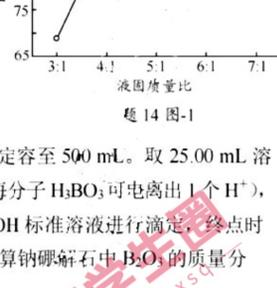 75
65
3:1 4:1 5:1 6:1 7:1
液固质量比
题 14 图-1
定容至 500 mL。取 25.00 mL 溶
每分子 H₃BO₃ 可电离出 1 个 H⁺),
OH 标准溶液进行滴定，终点时
算钠硼解石中 B₂O₃ 的质量分
学生圈